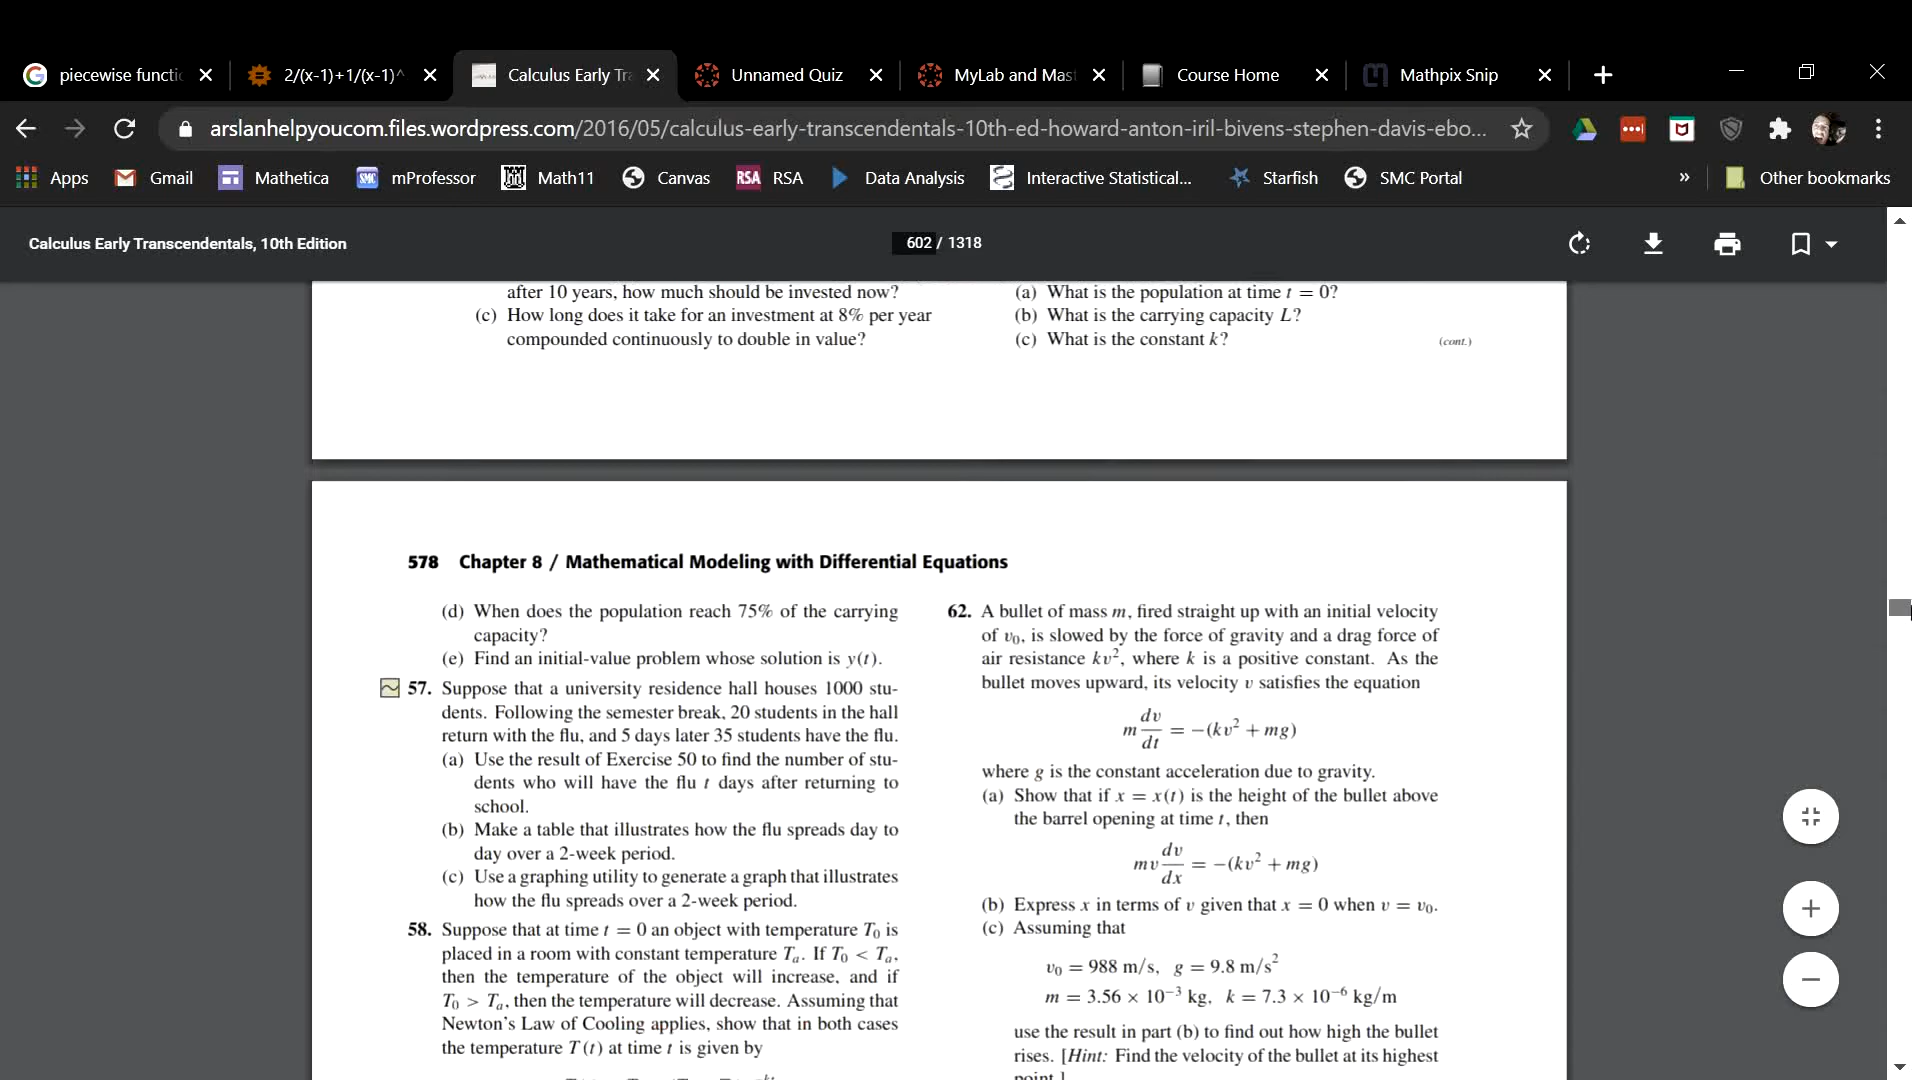 piecewise functi
2/(x-1)+1/(x-1)^
Calculus Early Tra
Unnamed Quiz
MyLab and Mas
Course Home
Mathpix Snip
arslanhelpyoucom.files.wordpress.com/2016/05/calculus-early-transcendentals-10th-ed-howard-anton-iril-bivens-stephen-davis-ebo...
Apps
Gmail
Mathetica
SMC mProfessor
Math11
Canvas
RSA RSA
Data Analysis
Interactive Statistical...
Starfish
SMC Portal
»
Other bookmarks
Calculus Early Transcendentals, 10th Edition
602 / 1318
after 10 years, how much should be invested now?
(c) How long does it take for an investment at 8% per year
compounded continuously to double in value?
(a) What is the population at time t = 0?
(b) What is the carrying capacity L?
(c) What is the constant k?
(cont.)
578 Chapter 8 / Mathematical Modeling with Differential Equations
(d) When does the population reach 75% of the carrying
capacity?
(e) Find an initial-value problem whose solution is y(t).
57. Suppose that a university residence hall houses 1000 stu-
dents. Following the semester break, 20 students in the hall
return with the flu, and 5 days later 35 students have the flu.
(a) Use the result of Exercise 50 to find the number of stu-
dents who will have the flu t days after returning to
school.
(b) Make a table that illustrates how the flu spreads day to
day over a 2-week period.
(c) Use a graphing utility to generate a graph that illustrates
how the flu spreads over a 2-week period.
58. Suppose that at time t = 0 an object with temperature T₀ is
placed in a room with constant temperature Tₐ. If T₀ < Tₐ,
then the temperature of the object will increase, and if
T₀ > Tₐ, then the temperature will decrease. Assuming that
Newton's Law of Cooling applies, show that in both cases
the temperature T(t) at time t is given by
62. A bullet of mass m, fired straight up with an initial velocity
of v₀, is slowed by the force of gravity and a drag force of
air resistance kv², where k is a positive constant. As the
bullet moves upward, its velocity v satisfies the equation
m dv/dt = −(kv² + mg)
where g is the constant acceleration due to gravity.
(a) Show that if x = x(t) is the height of the bullet above
the barrel opening at time t, then
mv dv/dx = −(kv² + mg)
(b) Express x in terms of v given that x = 0 when v = v₀.
(c) Assuming that
v₀ = 988 m/s, g = 9.8 m/s²
m = 3.56 × 10⁻³ kg, k = 7.3 × 10⁻⁶ kg/m
use the result in part (b) to find out how high the bullet
rises. [Hint: Find the velocity of the bullet at its highest
point.]